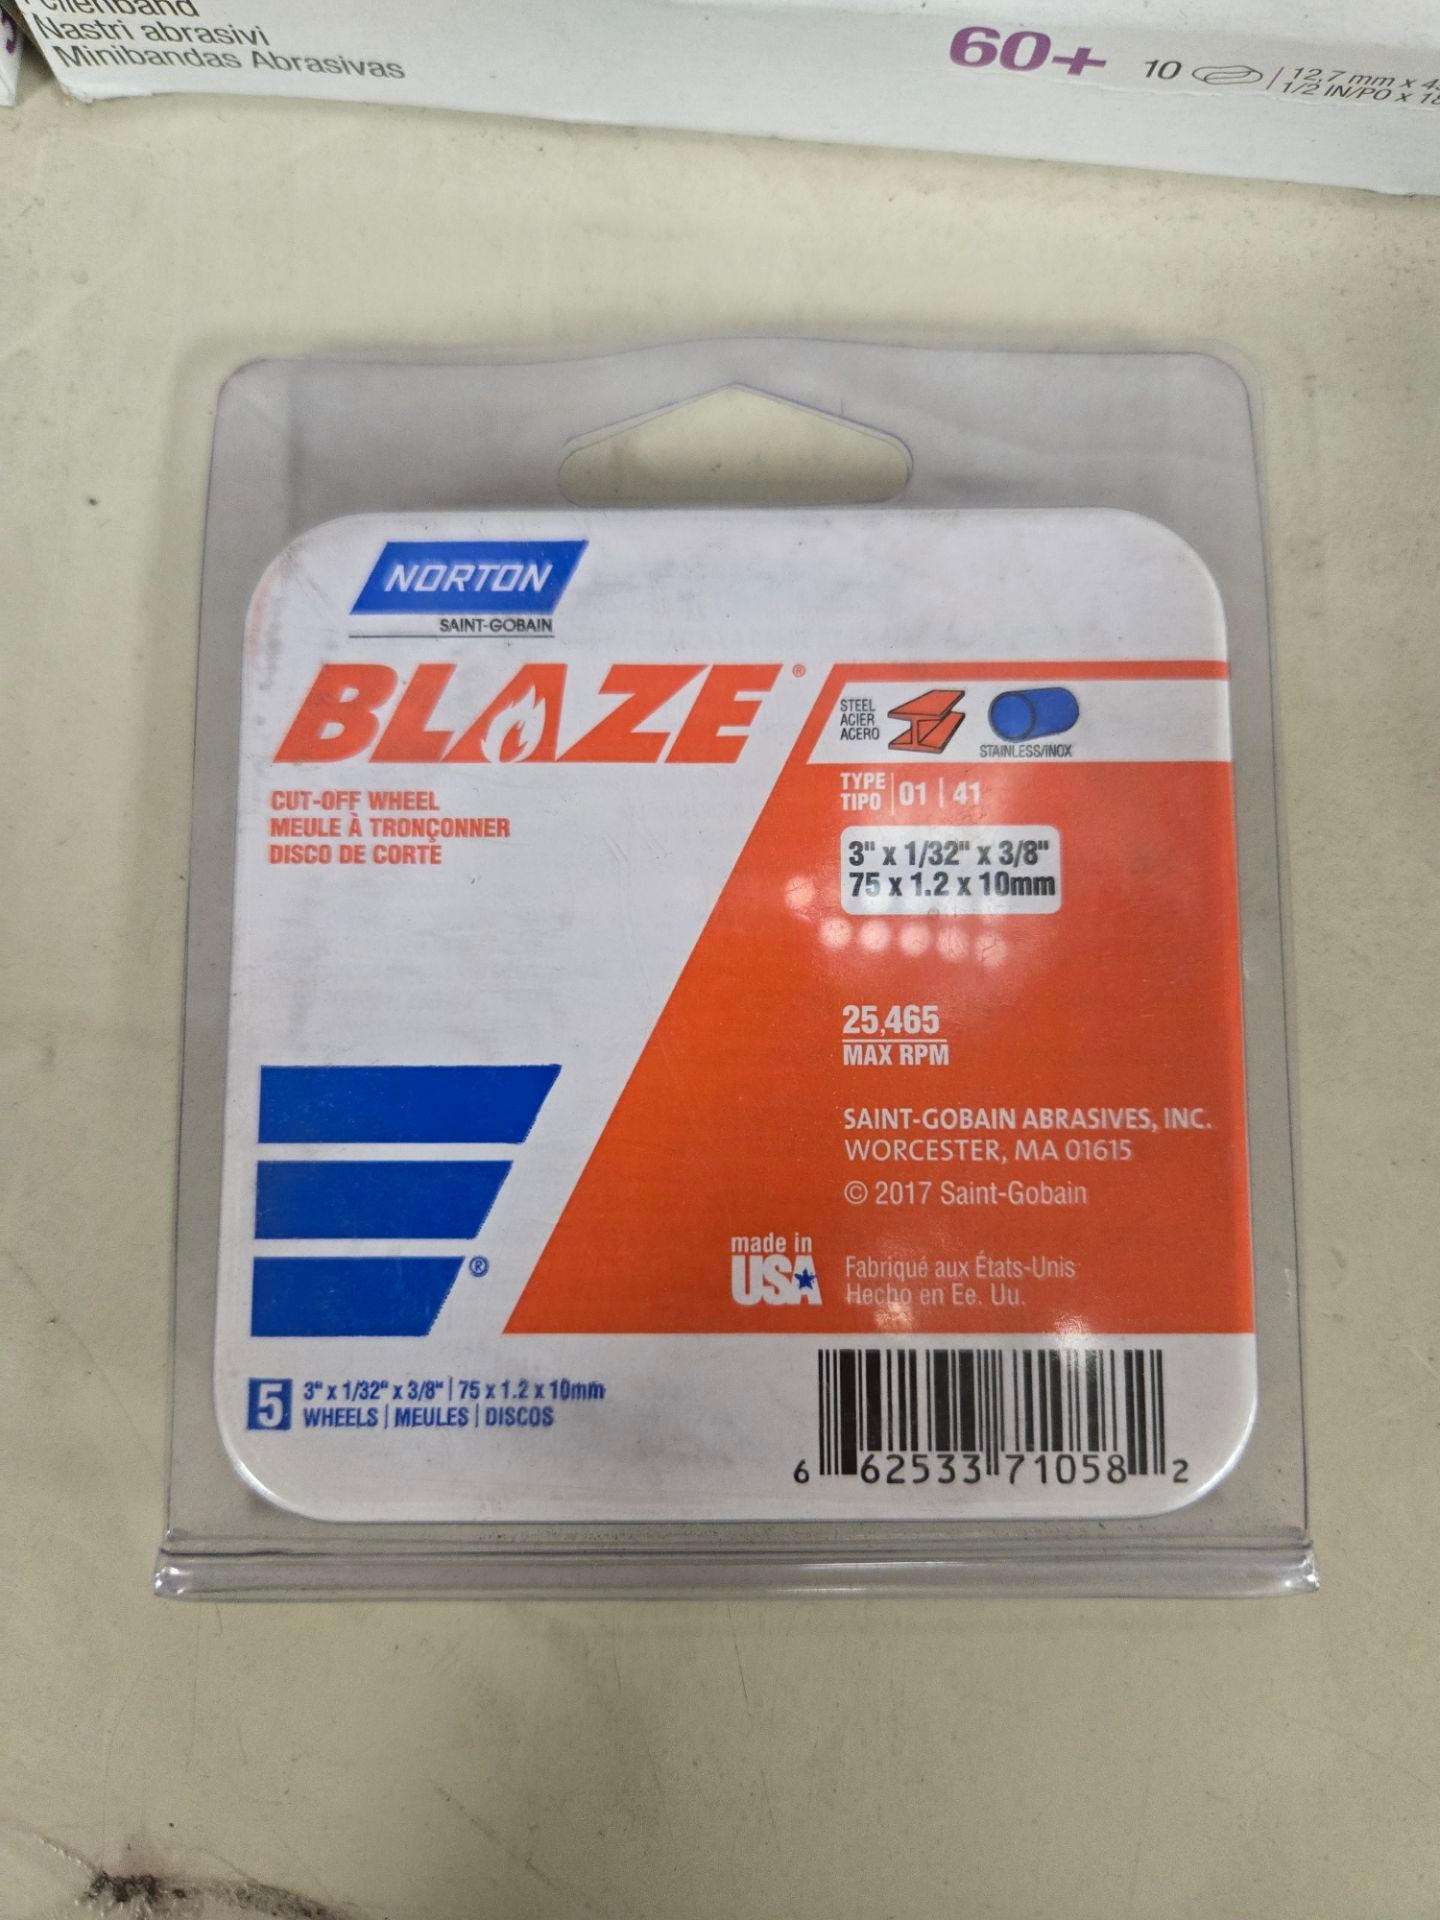 Nastri abrasivi
Minibandas Abrasivas
60+ 10
12,7 mm x
1/2 IN/PO x
NORTON
SAINT-GOBAIN
BLAZE®
CUT-OFF WHEEL
MEULE À TRONÇONNER
DISCO DE CORTE
STEEL
ACIER
ACERO
STAINLESS/INOX
TYPE
TIPO
01 | 41
3" x 1/32" x 3/8"
75 x 1.2 x 10mm
25,465
MAX RPM
SAINT-GOBAIN ABRASIVES, INC.
WORCESTER, MA 01615
© 2017 Saint-Gobain
made in
USA
Fabriqué aux États-Unis
Hecho en Ee. Uu.
®
5
3" x 1/32" x 3/8" | 75 x 1.2 x 10mm
WHEELS | MEULES | DISCOS
6 62533 71058 2